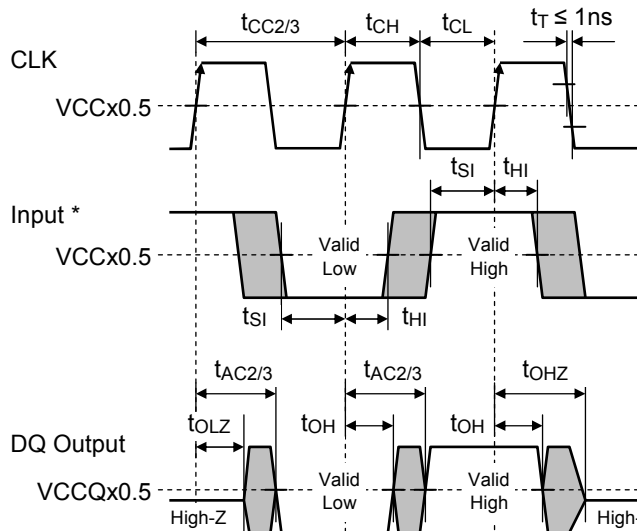 tCC2/3 tCH tCL tT ≤ 1ns
CLK
VCCx0.5
tSI tHI
Input *
VCCx0.5
Valid Low
Valid High
tSI tHI
tAC2/3 tAC2/3 tOHZ
tOLZ tOH tOH
DQ Output
VCCQx0.5
Valid Low
Valid High
High-Z
High-